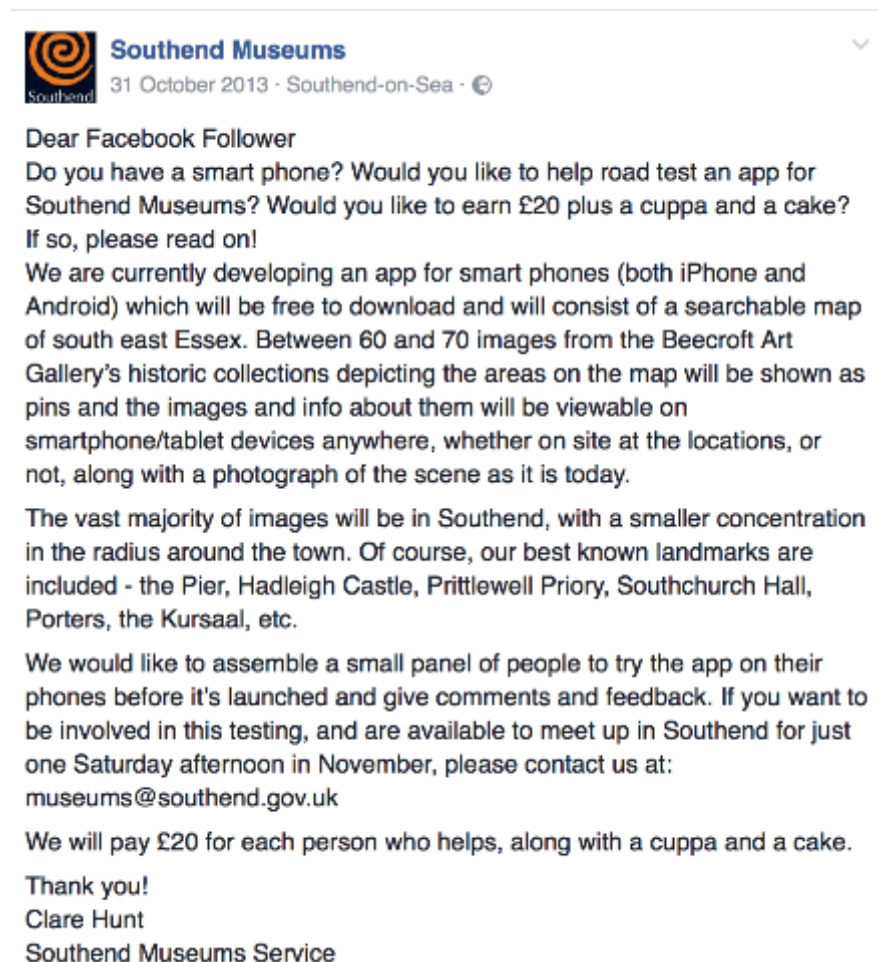 Southend
Southend Museums
31 October 2013 · Southend-on-Sea ·
Dear Facebook Follower
Do you have a smart phone? Would you like to help road test an app for
Southend Museums? Would you like to earn £20 plus a cuppa and a cake?
If so, please read on!
We are currently developing an app for smart phones (both iPhone and
Android) which will be free to download and will consist of a searchable map
of south east Essex. Between 60 and 70 images from the Beecroft Art
Gallery's historic collections depicting the areas on the map will be shown as
pins and the images and info about them will be viewable on
smartphone/tablet devices anywhere, whether on site at the locations, or
not, along with a photograph of the scene as it is today.
The vast majority of images will be in Southend, with a smaller concentration
in the radius around the town. Of course, our best known landmarks are
included - the Pier, Hadleigh Castle, Prittlewell Priory, Southchurch Hall,
Porters, the Kursaal, etc.
We would like to assemble a small panel of people to try the app on their
phones before it's launched and give comments and feedback. If you want to
be involved in this testing, and are available to meet up in Southend for just
one Saturday afternoon in November, please contact us at:
museums@southend.gov.uk
We will pay £20 for each person who helps, along with a cuppa and a cake.
Thank you!
Clare Hunt
Southend Museums Service